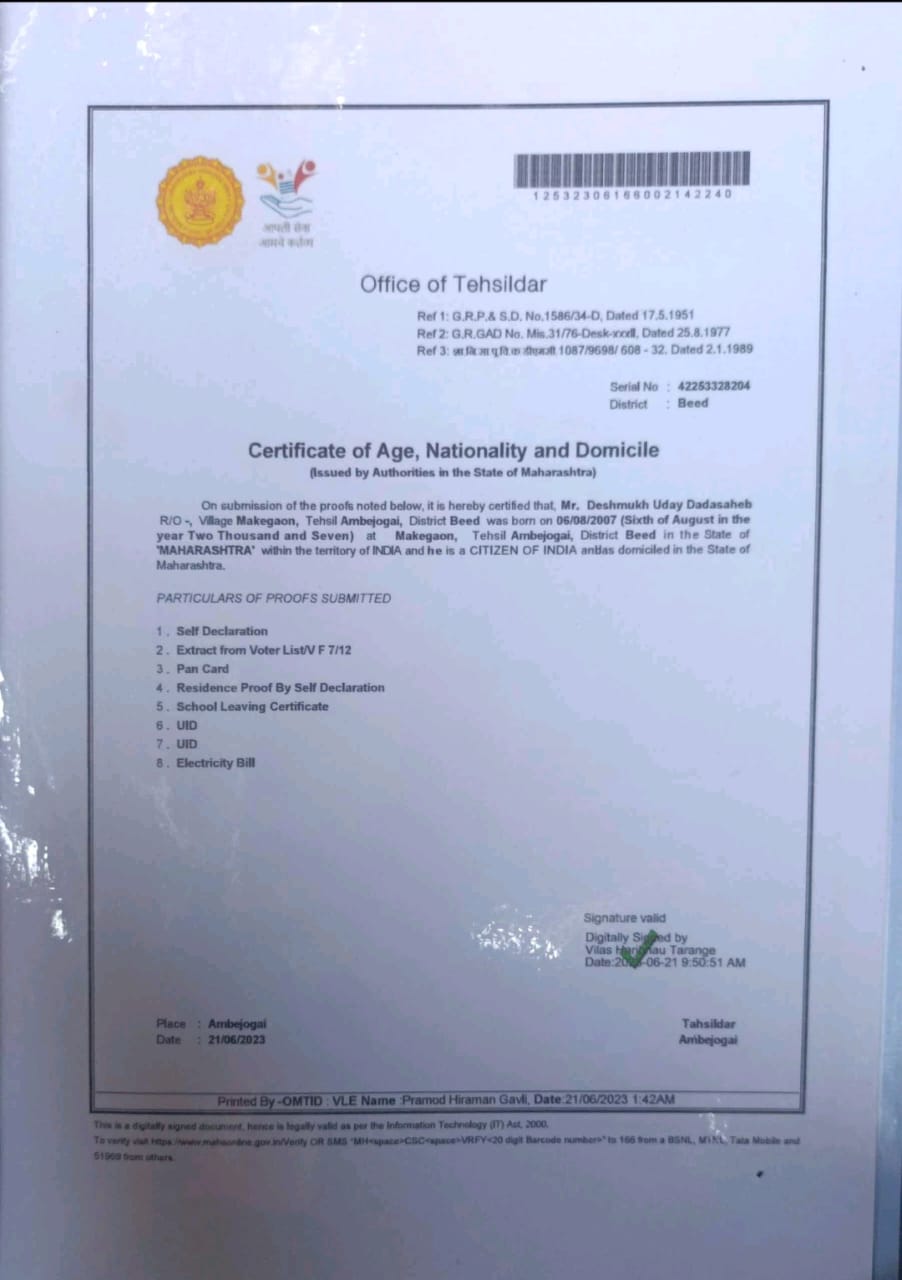 आपली सेवा
आमचे कर्तव्य
12532306166002142240
Office of Tehsildar
Ref 1: G.R.P.& S.D. No.1586/34-D, Dated 17.5.1951
Ref 2: G.R.GAD No. Mis.31/76-Desk-xxxII, Dated 25.8.1977
Ref 3: 1087/9698/ 608 - 32. Dated 2.1.1989
Serial No : 42253328204
District : Beed
Certificate of Age, Nationality and Domicile
(Issued by Authorities in the State of Maharashtra)
On submission of the proofs noted below, it is hereby certified that, Mr. Deshmukh Uday Dadasaheb
R/O -, Village Makegaon, Tehsil Ambejogai, District Beed was born on 06/08/2007 (Sixth of August in the
year Two Thousand and Seven) at Makegaon, Tehsil Ambejogai, District Beed in the State of
'MAHARASHTRA' within the territory of INDIA and he is a CITIZEN OF INDIA and domiciled in the State of
Maharashtra.
PARTICULARS OF PROOFS SUBMITTED
1 . Self Declaration
2 . Extract from Voter List/V F 7/12
3 . Pan Card
4 . Residence Proof By Self Declaration
5 . School Leaving Certificate
6 . UID
7 . UID
8 . Electricity Bill
Signature valid
Digitally Signed by
Vilas Tarange
Date:2023-06-21 9:50:51 AM
Place : Ambejogai
Date : 21/06/2023
Tahsildar
Ambejogai
Printed By -OMTID : VLE Name :Pramod Hiraman Gavli, Date:21/06/2023 1:42AM
This is a digitally signed document, hence is legally valid as per the Information Technology (IT) Act, 2000.
To verify visit https://www.mahaonline.gov.in/Verify OR SMS "MH<space>CSC<space>VRFY<20 digit Barcode number>" to 166 from a BSNL, MTNL, Tata Mobile and
51969 from others.